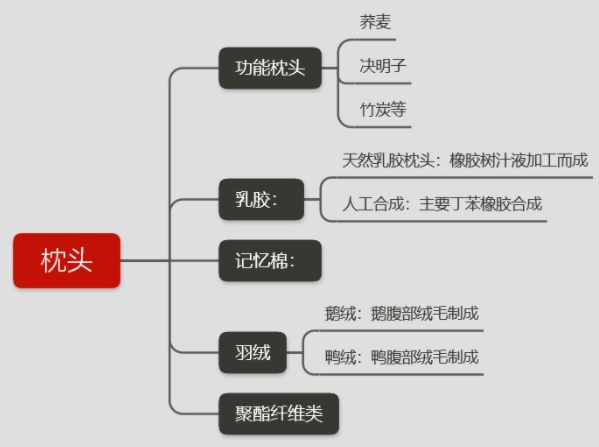 枕头
功能枕头
荞麦
决明子
竹炭等
乳胶：
天然乳胶枕头：橡胶树汁液加工而成
人工合成：主要丁苯橡胶合成
记忆棉：
羽绒
鹅绒：鹅腹部绒毛制成
鸭绒：鸭腹部绒毛制成
聚酯纤维类